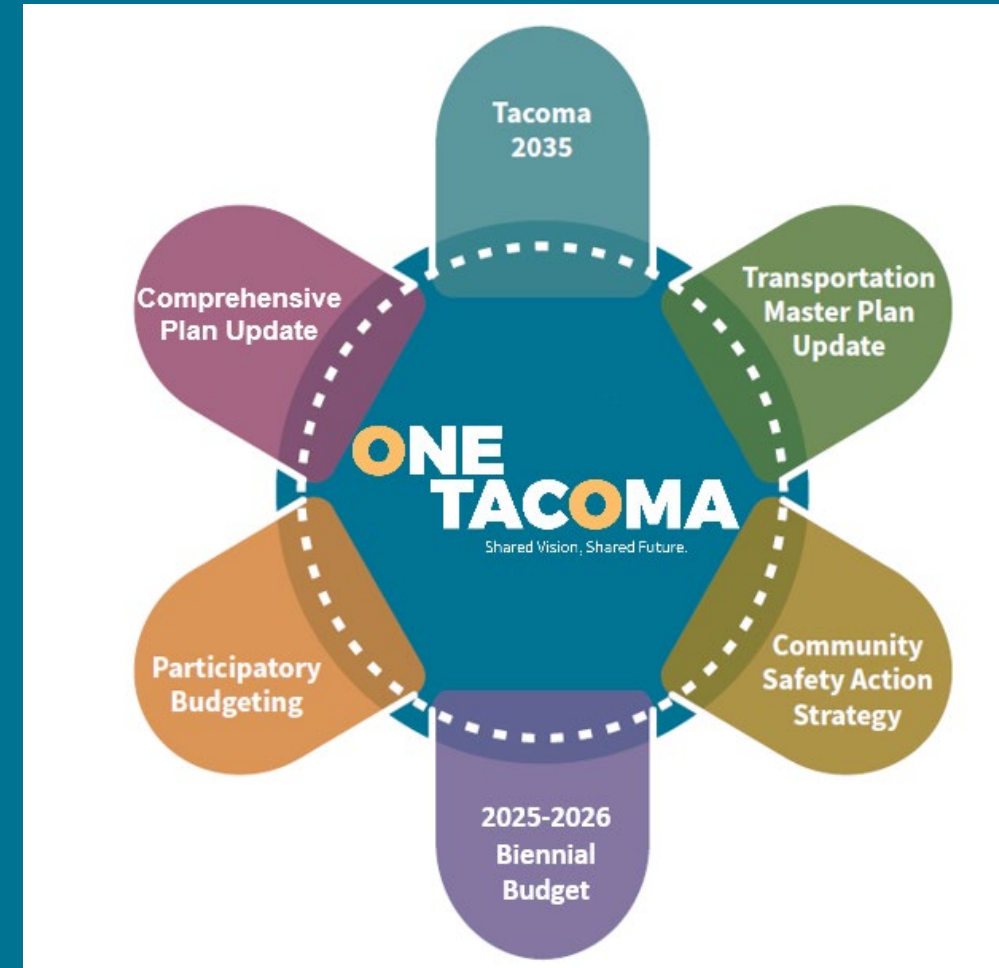 Tacoma
2035
Transportation
Master Plan
Update
Community
Safety Action
Strategy
2025-2026
Biennial
Budget
Participatory
Budgeting
Comprehensive
Plan Update
ONE
TACOMA
Shared Vision, Shared Future.